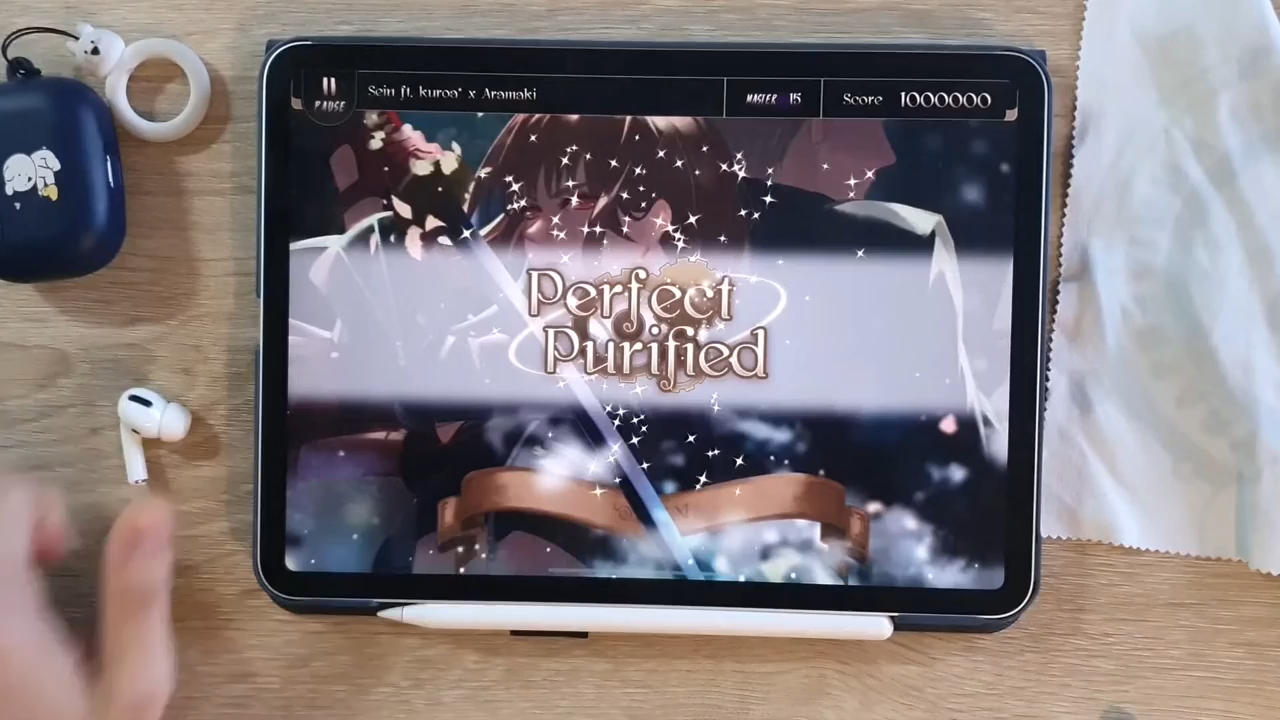 PAUSE
Sein ft. kuroa* x Aramaki
MASTER 15
Score 1000000
Perfect
Purified